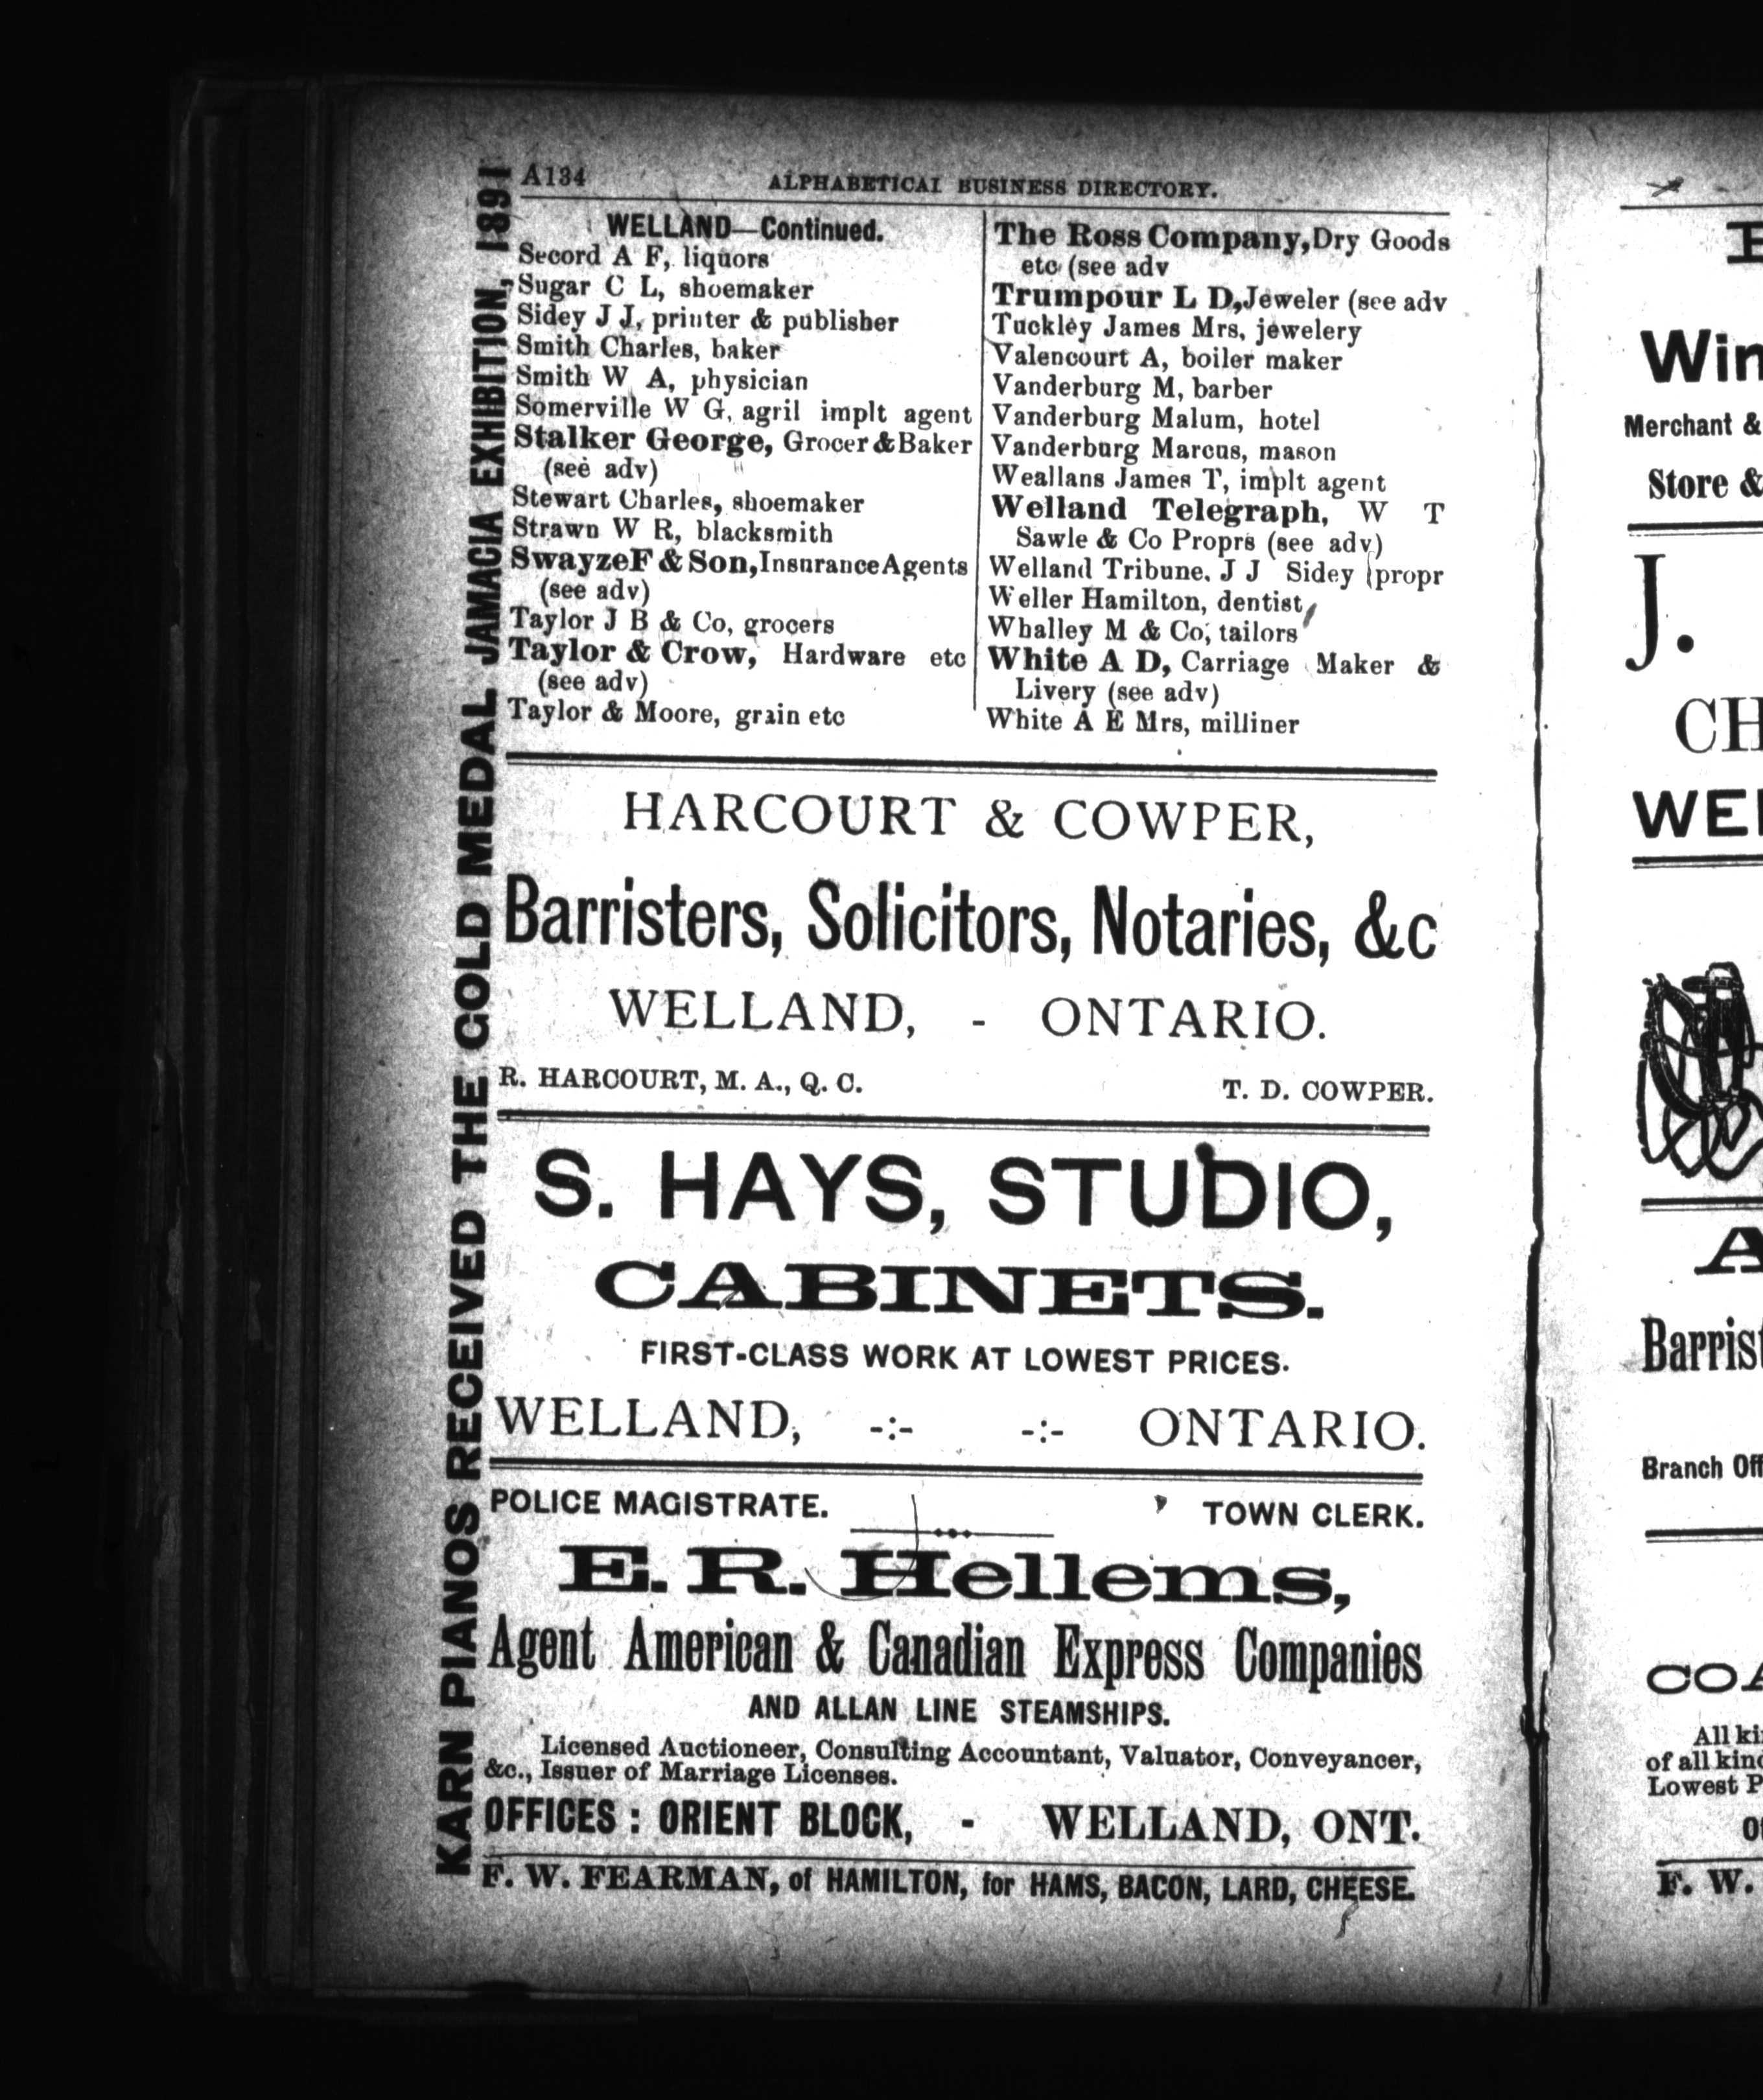 A134 ALPHABETICAL BUSINESS DIRECTORY.
WELLAND—Continued.
Secord A F, liquors
Sugar C L, shoemaker
Sidey J J, printer & publisher
Smith Charles, baker
Smith W A, physician
Somerville W G, agril implt agent
Stalker George, Grocer & Baker
(see adv)
Stewart Charles, shoemaker
Strawn W R, blacksmith
Swayze F & Son, Insurance Agents
(see adv)
Taylor J B & Co, grocers
Taylor & Crow, Hardware etc
(see adv)
Taylor & Moore, grain etc
The Ross Company, Dry Goods
etc (see adv
Trumpour L D, Jeweler (see adv
Tuckley James Mrs, jewelery
Valencourt A, boiler maker
Vanderburg M, barber
Vanderburg Malum, hotel
Vanderburg Marcus, mason
Weallans James T, implt agent
Welland Telegraph, W T
Sawle & Co Proprs (see adv)
Welland Tribune. J J Sidey (propr
Weller Hamilton, dentist
Whalley M & Co, tailors
White A D, Carriage Maker &
Livery (see adv)
White A E Mrs, milliner
HARCOURT & COWPER,
Barristers, Solicitors, Notaries, &c
WELLAND, - ONTARIO.
R. HARCOURT, M. A., Q. C. T. D. COWPER.
S. HAYS, STUDIO,
CABINETS.
FIRST-CLASS WORK AT LOWEST PRICES.
WELLAND, -:- -:- ONTARIO.
POLICE MAGISTRATE. TOWN CLERK.
E. R. Hellems,
Agent American & Canadian Express Companies
AND ALLAN LINE STEAMSHIPS.
Licensed Auctioneer, Consulting Accountant, Valuator, Conveyancer,
&c., Issuer of Marriage Licenses.
OFFICES : ORIENT BLOCK, - WELLAND, ONT.
F. W. FEARMAN, of HAMILTON, for HAMS, BACON, LARD, CHEESE.
KARN PIANOS RECEIVED THE GOLD MEDAL JAMACIA EXHIBITION, 1891
Merchant &
Store &
J.
Branch Off
of all kind
Lowest P
F. W.